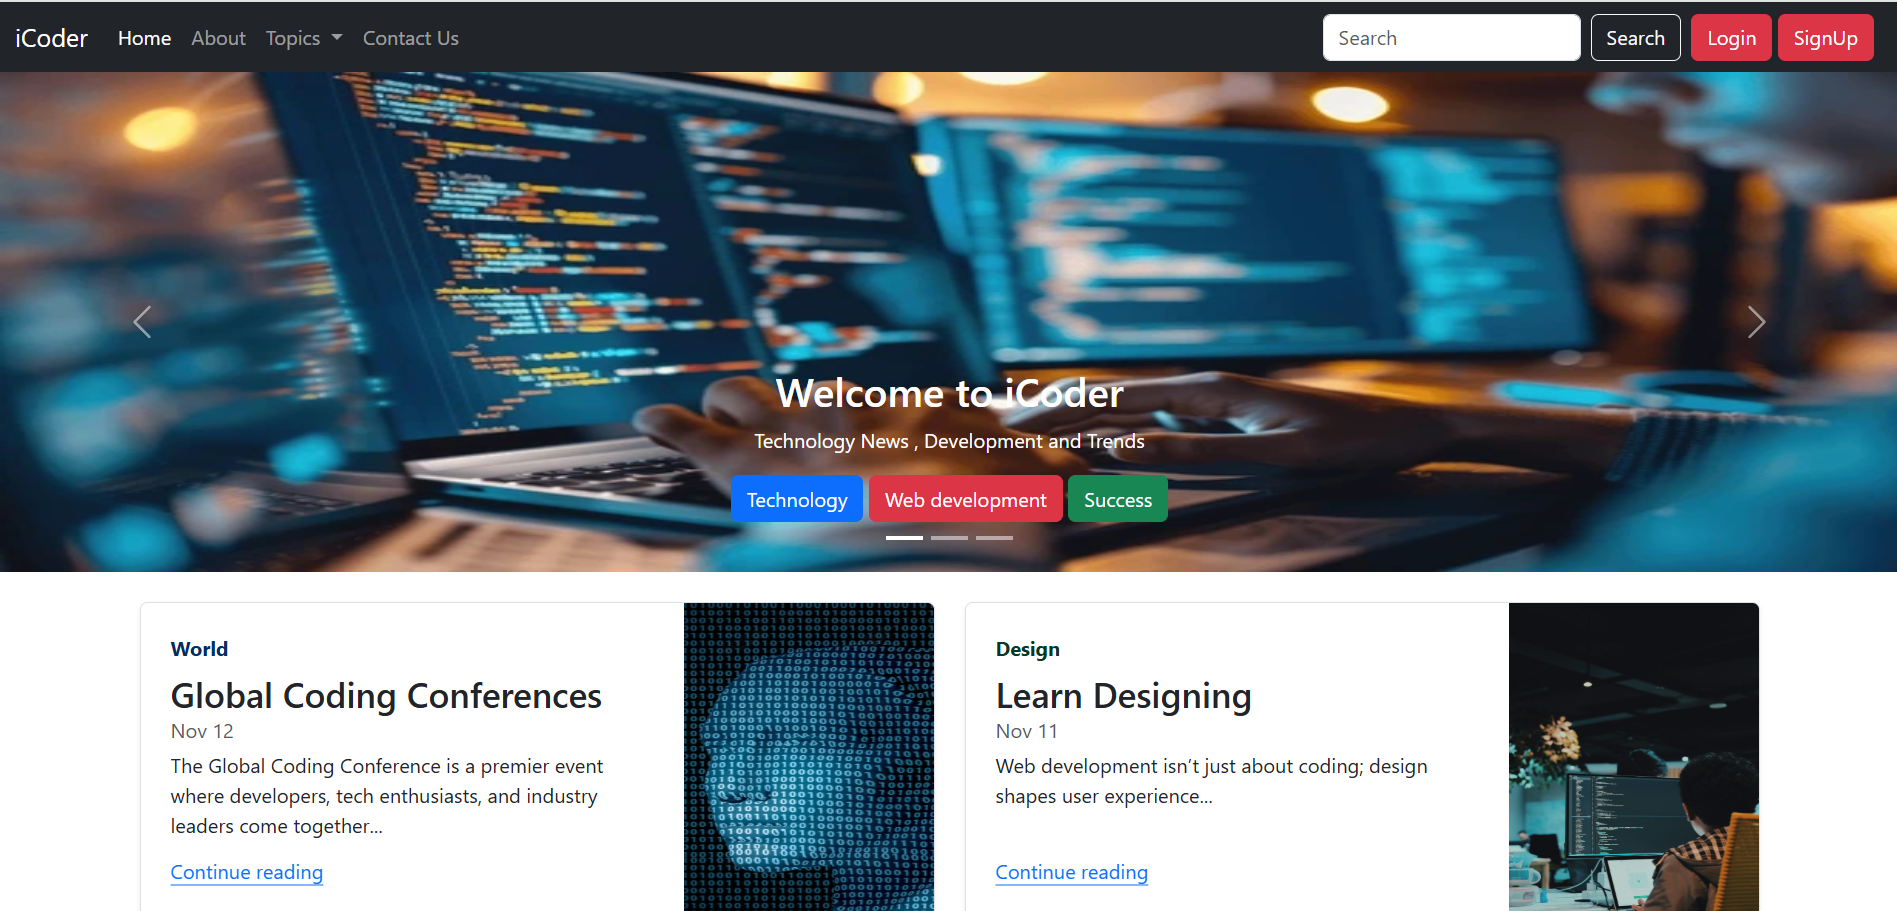 iCoder Home About Topics Contact Us Search Search Login SignUp
Welcome to iCoder
Technology News , Development and Trends
Technology Web development Success
World
Global Coding Conferences
Nov 12
The Global Coding Conference is a premier event
where developers, tech enthusiasts, and industry
leaders come together...
Continue reading
Design
Learn Designing
Nov 11
Web development isn’t just about coding; design
shapes user experience...
Continue reading